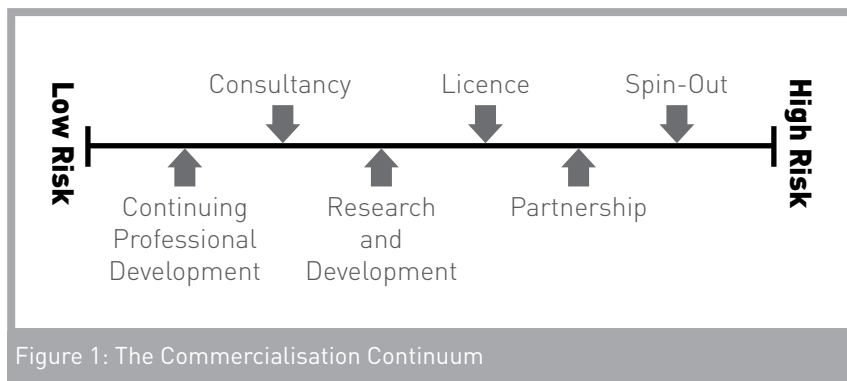 Low Risk
Consultancy
Licence
Spin-Out
High Risk
Continuing
Professional
Development
Research
and
Development
Partnership
Figure 1: The Commercialisation Continuum